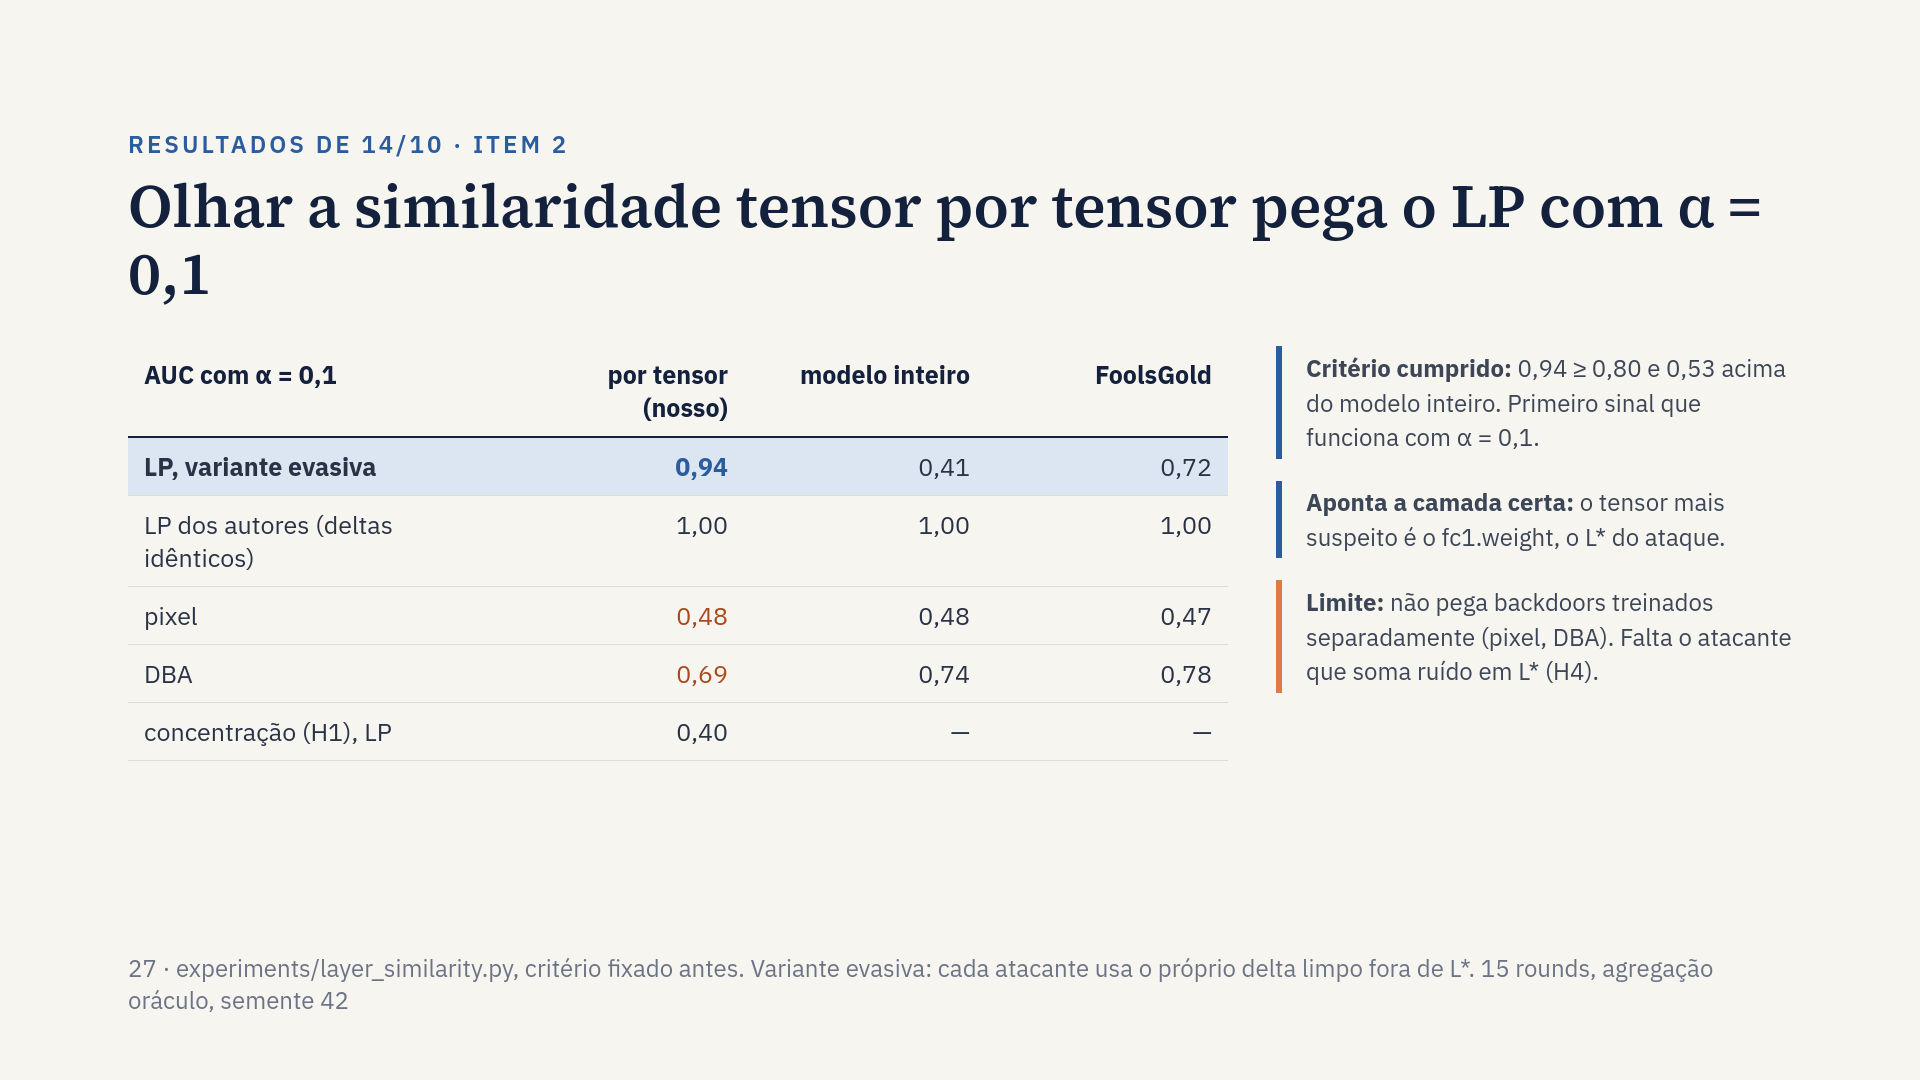 RESULTADOS DE 14/10 · ITEM 2
Olhar a similaridade tensor por tensor pega o LP com α =
0,1
AUC com α = 0,1 por tensor modelo inteiro FoolsGold
(nosso)
LP, variante evasiva 0,94 0,41 0,72
LP dos autores (deltas 1,00 1,00 1,00
idênticos)
pixel 0,48 0,48 0,47
DBA 0,69 0,74 0,78
concentração (H1), LP 0,40 — —
Critério cumprido: 0,94 ≥ 0,80 e 0,53 acima
do modelo inteiro. Primeiro sinal que
funciona com α = 0,1.
Aponta a camada certa: o tensor mais
suspeito é o fc1.weight, o L* do ataque.
Limite: não pega backdoors treinados
separadamente (pixel, DBA). Falta o atacante
que soma ruído em L* (H4).
27 · experiments/layer_similarity.py, critério fixado antes. Variante evasiva: cada atacante usa o próprio delta limpo fora de L*. 15 rounds, agregação
oráculo, semente 42